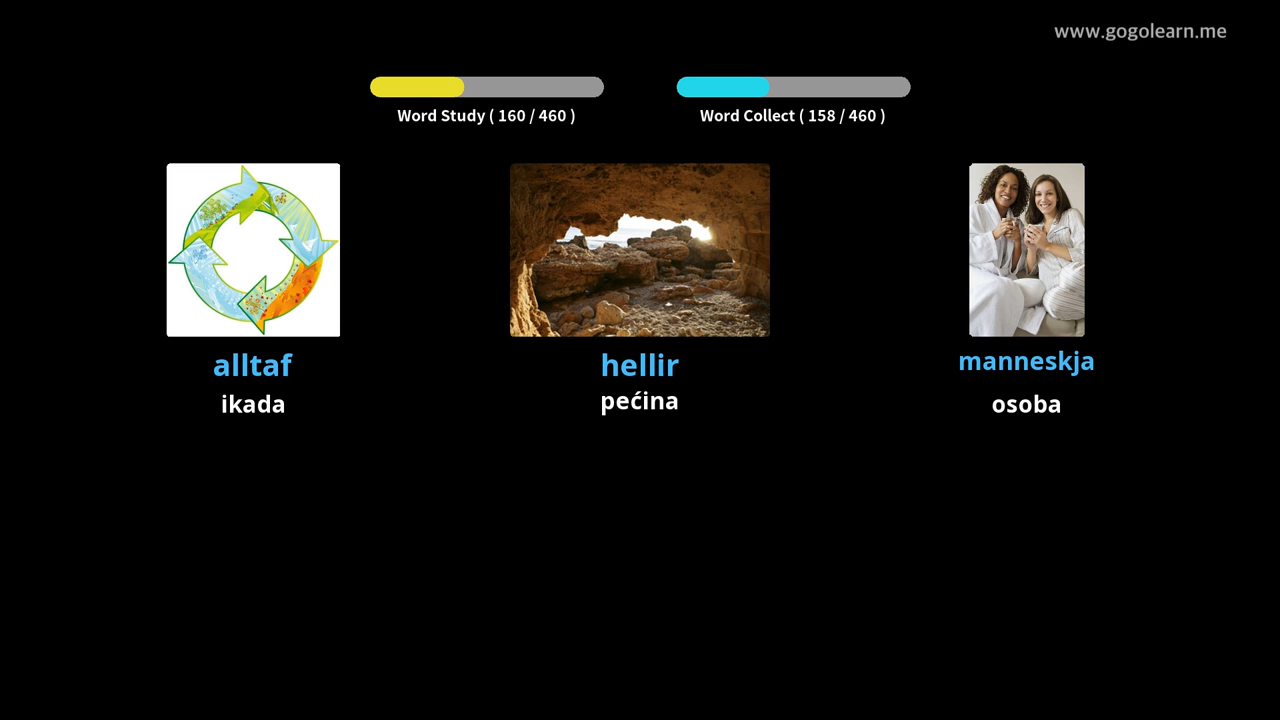 www.gogolearn.me
Word Study ( 160 / 460 )
Word Collect ( 158 / 460 )
alltaf
ikada
hellir
pećina
manneskja
osoba